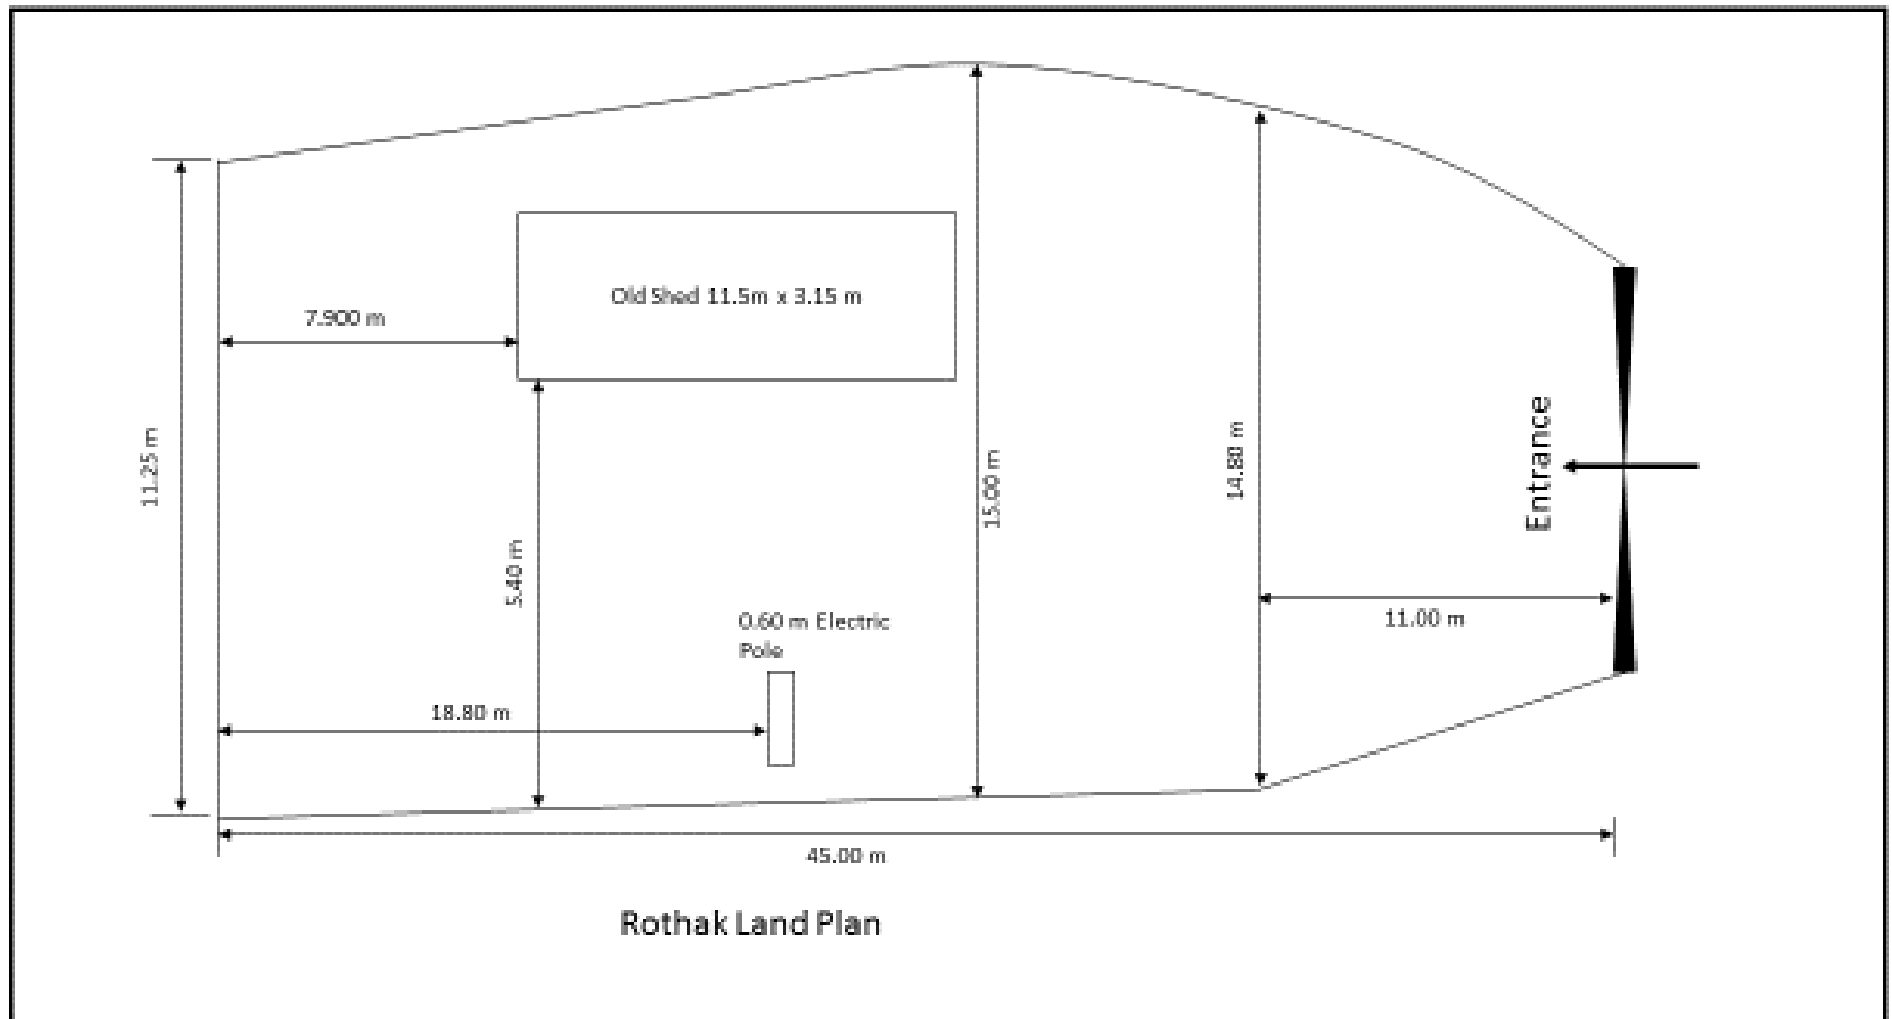 Old Shed 11.5m x 3.15 m
7.900 m
11.25 m
5.40 m
15.00 m
14.80 m
Entrance
11.00 m
0.60 m Electric
Pole
18.80 m
45.00 m
Rothak Land Plan